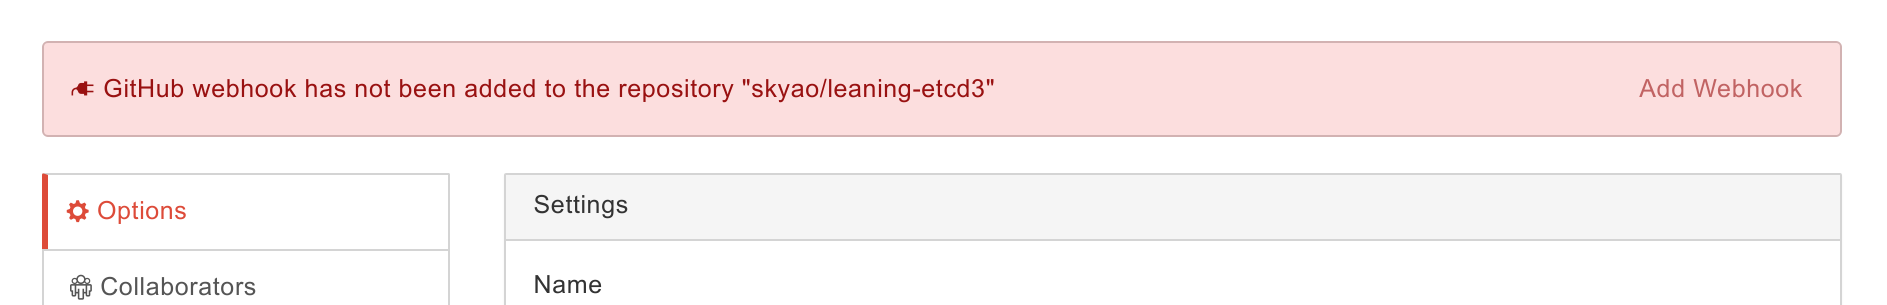 GitHub webhook has not been added to the repository "skyao/leaning-etcd3" Add Webhook
Options
Settings
Collaborators
Name